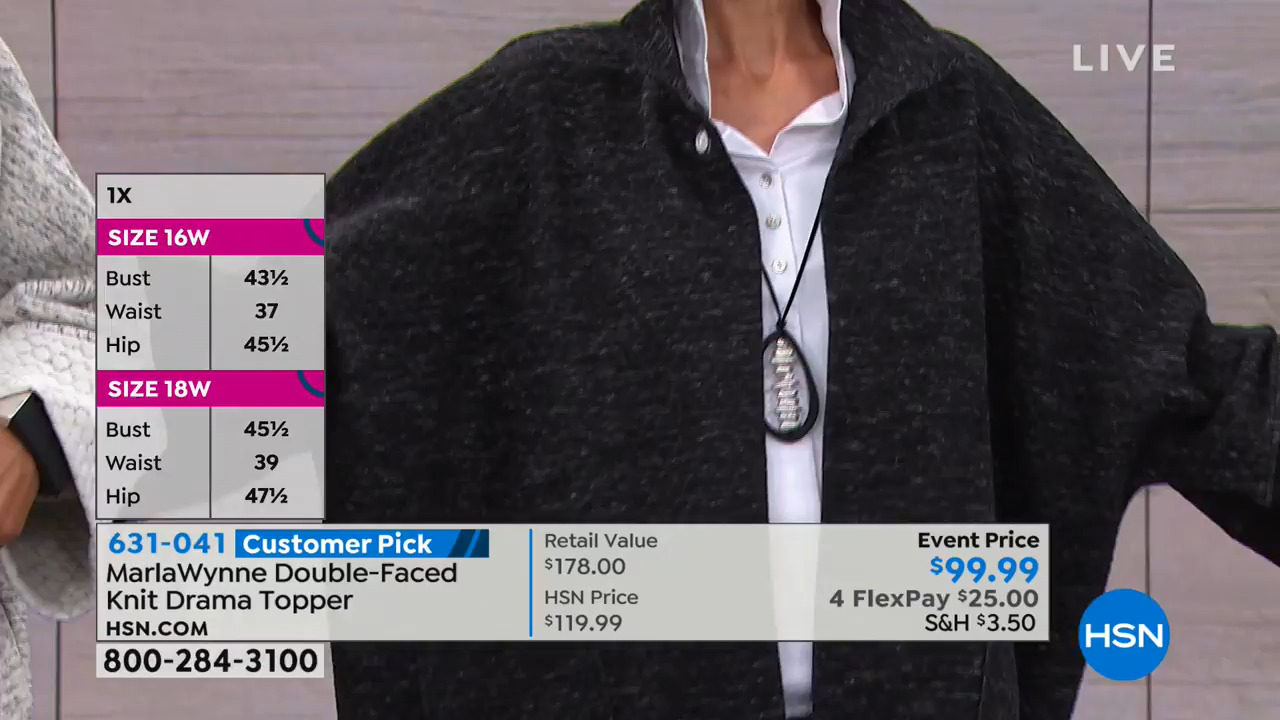 LIVE
1X
SIZE 16W
Bust 43½
Waist 37
Hip 45½
SIZE 18W
Bust 45½
Waist 39
Hip 47½
631-041 Customer Pick
MarlaWynne Double-Faced
Knit Drama Topper
HSN.COM
800-284-3100
Retail Value
$178.00
HSN Price
$119.99
Event Price
$99.99
4 FlexPay $25.00
S&H $3.50
HSN